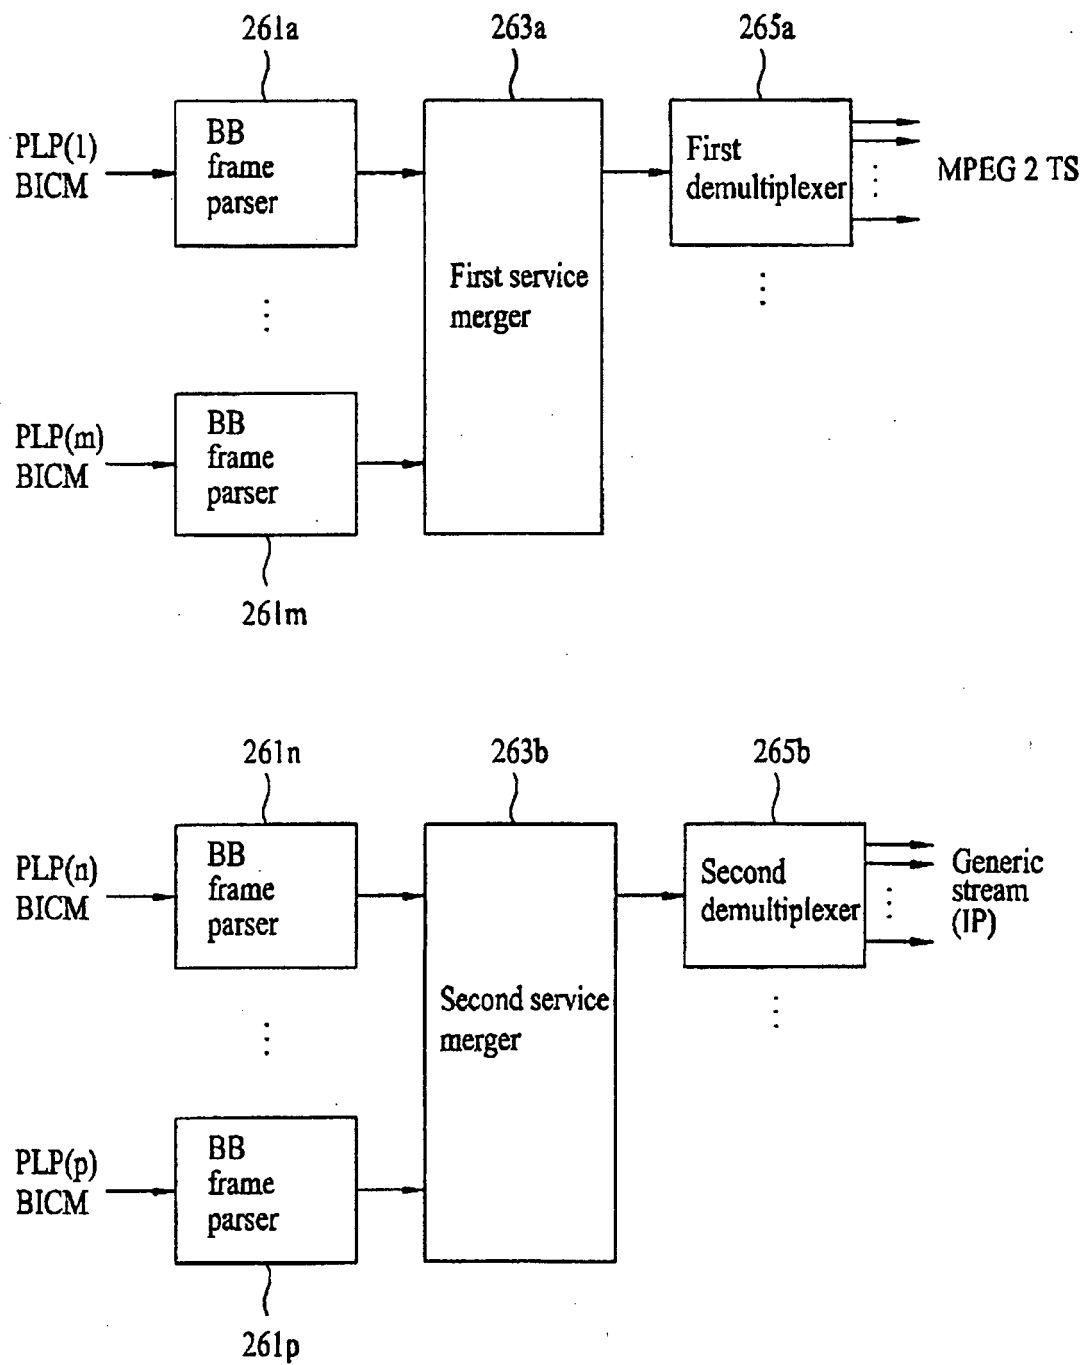 261a
263a
265a
PLP(1)
BICM
BB
frame
parser
First service
merger
First
demultiplexer
MPEG 2 TS
PLP(m)
BICM
BB
frame
parser
261m
261n
263b
265b
PLP(n)
BICM
BB
frame
parser
Second service
merger
Second
demultiplexer
Generic
stream
(IP)
PLP(p)
BICM
BB
frame
parser
261p